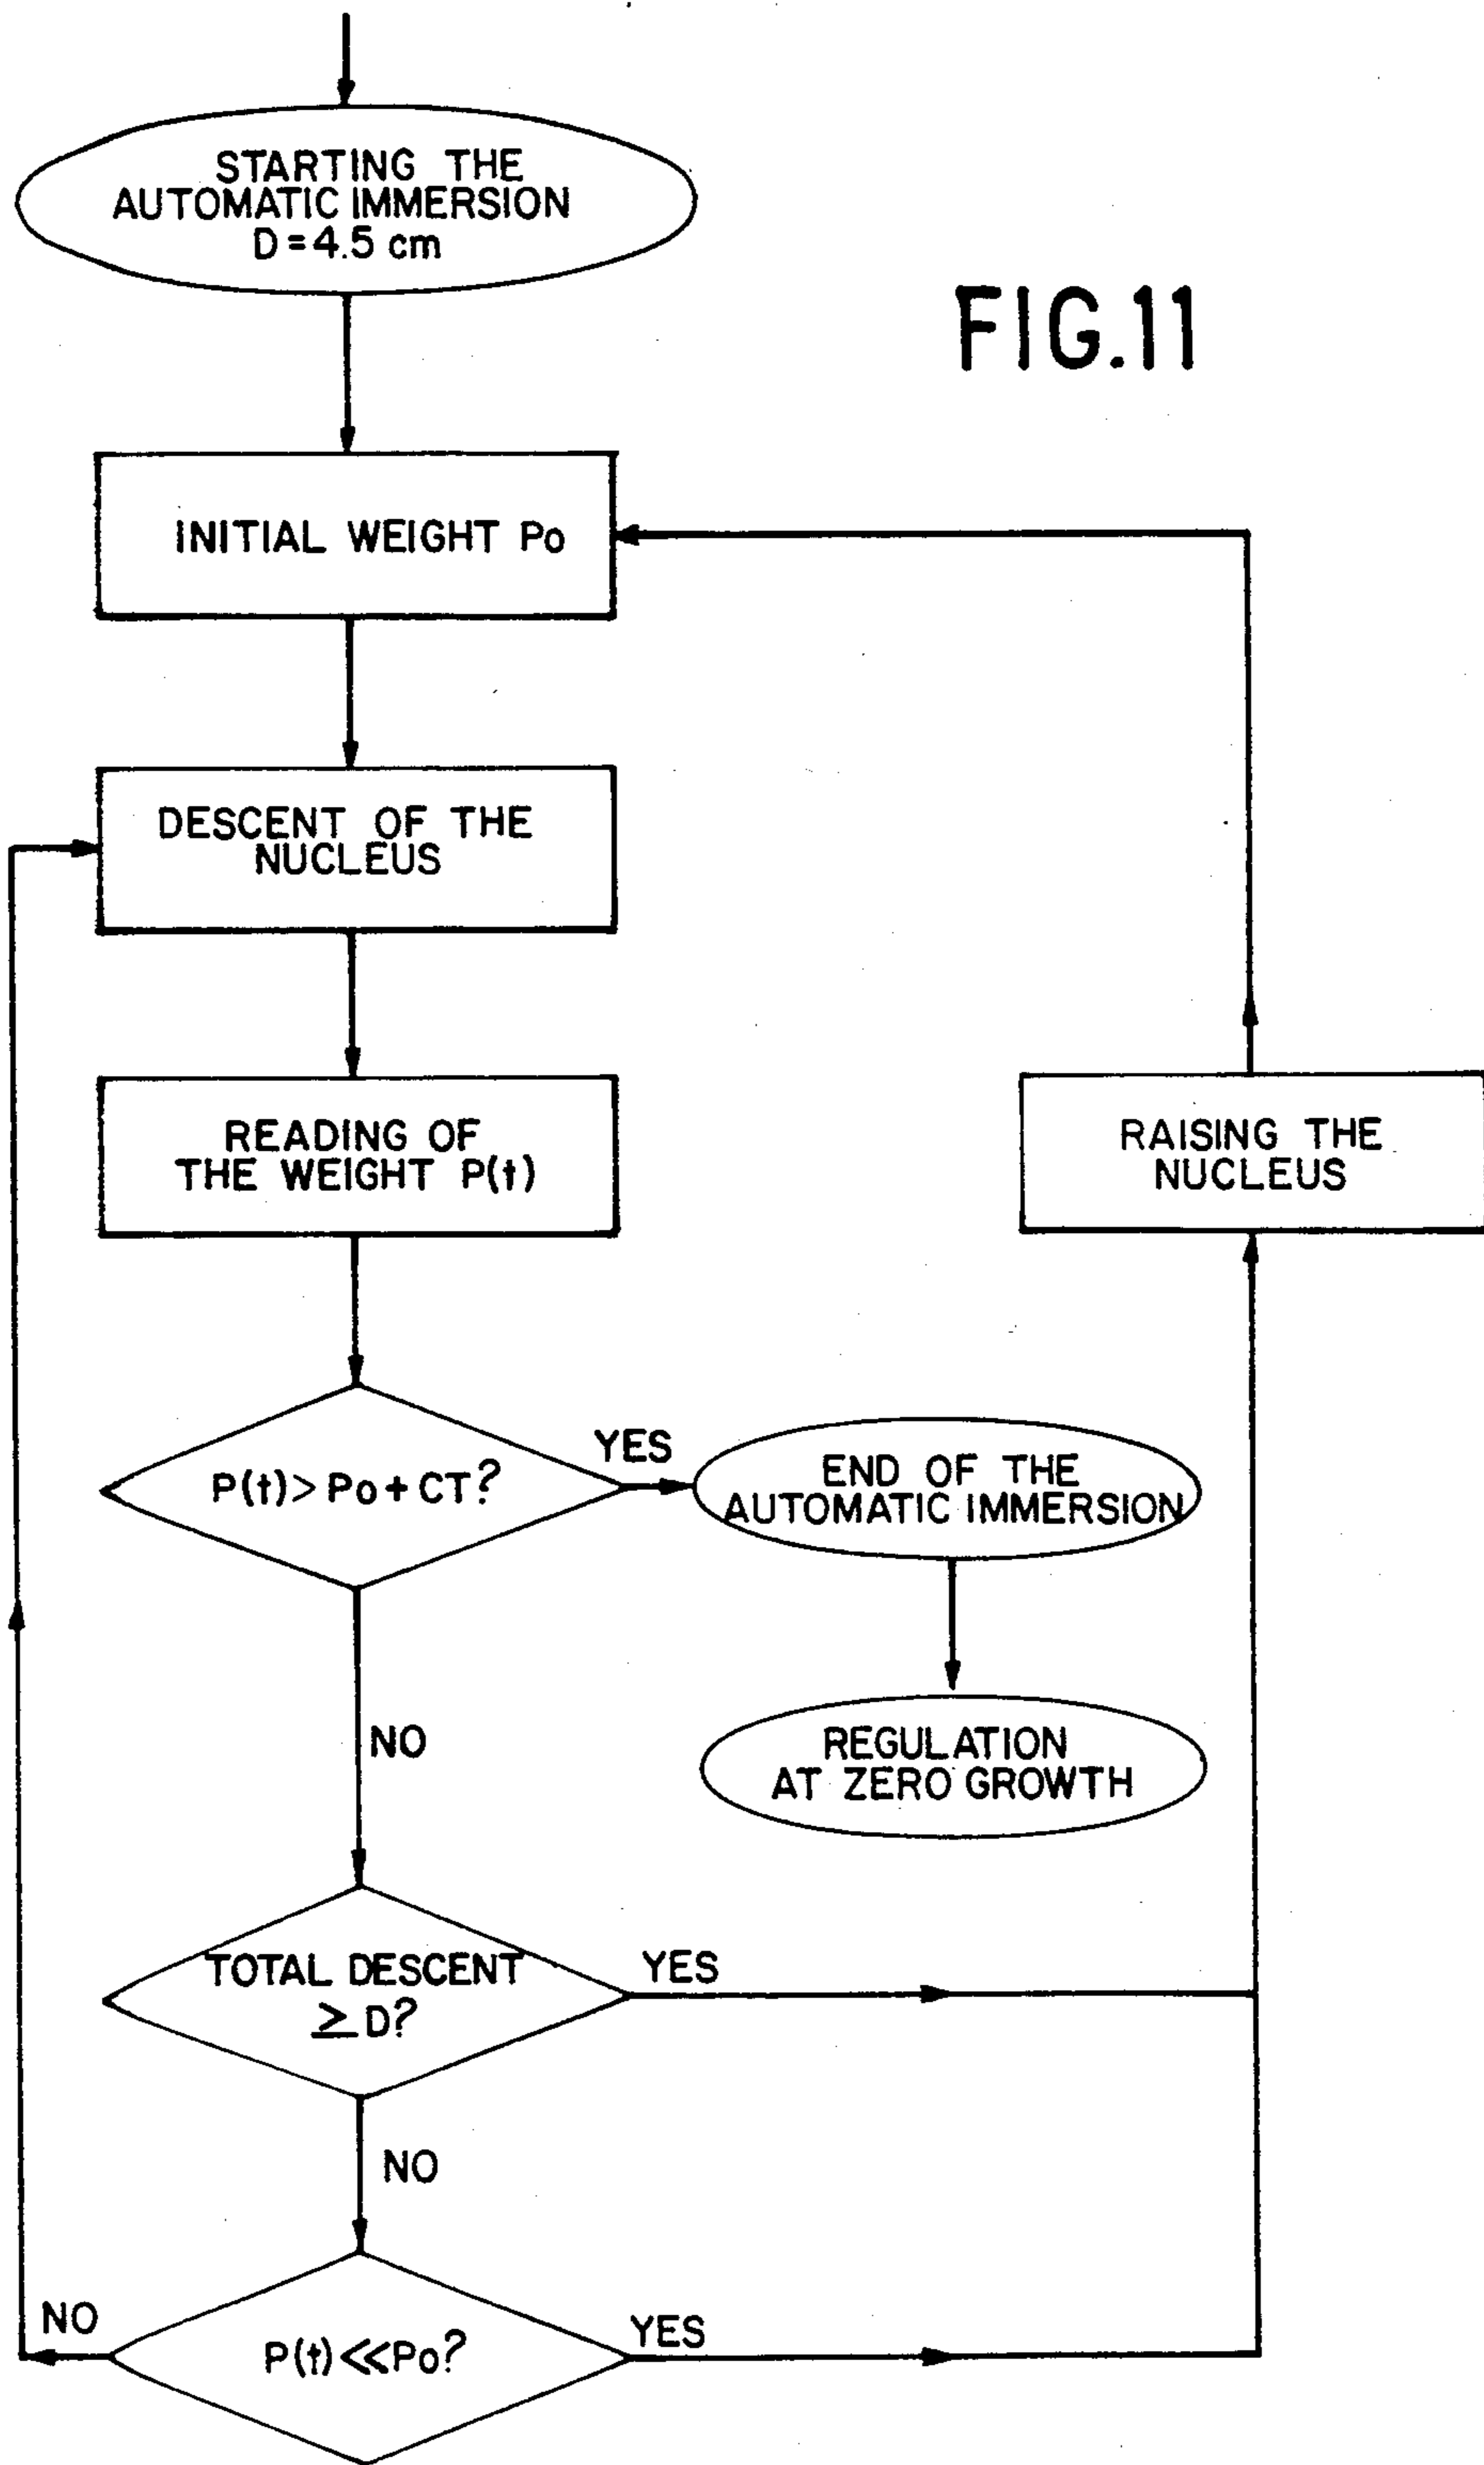 STARTING THE
AUTOMATIC IMMERSION
D = 4.5 cm
FIG.11
INITIAL WEIGHT Po
DESCENT OF THE
NUCLEUS
READING OF
THE WEIGHT P(t)
RAISING THE
NUCLEUS
P(t) > Po + CT?
YES
END OF THE
AUTOMATIC IMMERSION
NO
REGULATION
AT ZERO GROWTH
TOTAL DESCENT
≥ D?
YES
NO
NO
P(t) ≪ Po?
YES